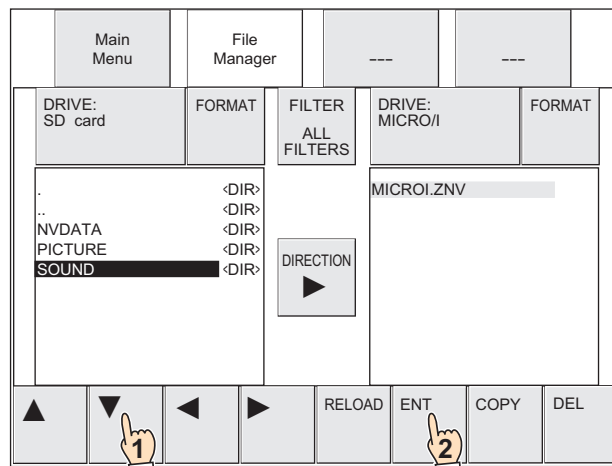 Main
Menu
File
Manager
---
---
DRIVE:
SD card
FORMAT
FILTER
ALL
FILTERS
DRIVE:
MICRO/I
FORMAT
. <DIR>
.. <DIR>
NVDATA <DIR>
PICTURE <DIR>
SOUND <DIR>
DIRECTION
MICROI.ZNV
RELOAD
ENT
COPY
DEL
1
2